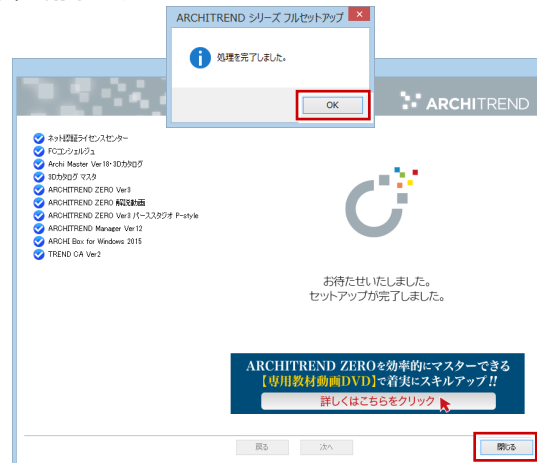 ARCHITREND シリーズ フルセットアップ
処理を完了しました。
OK
ARCHITREND
ネット認証ライセンスセンター
FCコンシェルジュ
Archi Master Ver18・3Dカタログ
3Dカタログ マスタ
ARCHITREND ZERO Ver3
ARCHITREND ZERO 解説動画
ARCHITREND ZERO Ver3 パーススタジオ P-style
ARCHITREND Manager Ver12
ARCHI Box for Windows 2015
TREND CA Ver2
お待たせいたしました。
セットアップが完了しました。
ARCHITREND ZEROを効率的にマスターできる
【専用教材動画DVD】で着実にスキルアップ!!
詳しくはこちらをクリック
戻る
次へ
閉じる